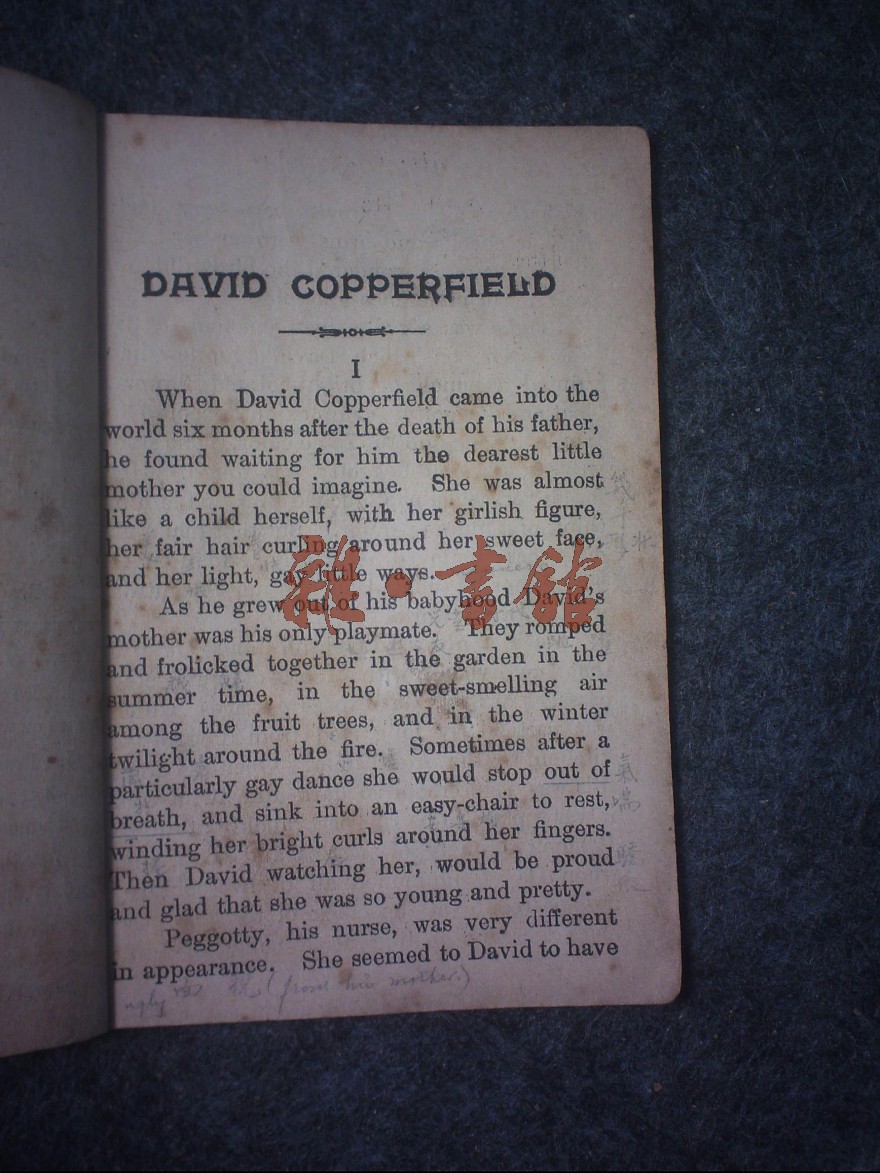 DAVID COPPERFIELD
I
When David Copperfield came into the
world six months after the death of his father,
he found waiting for him the dearest little
mother you could imagine. She was almost
like a child herself, with her girlish figure,
her fair hair curling around her sweet face,
and her light, gay little ways.
雜·書館
As he grew out of his babyhood David's
mother was his only playmate. They romped
and frolicked together in the garden in the
summer time, in the sweet-smelling air
among the fruit trees, and in the winter
twilight around the fire. Sometimes after a
particularly gay dance she would stop out of
breath, and sink into an easy-chair to rest,
winding her bright curls around her fingers.
Then David watching her, would be proud
and glad that she was so young and pretty.
Peggotty, his nurse, was very different
in appearance. She seemed to David to have
ugly (from his mother.)